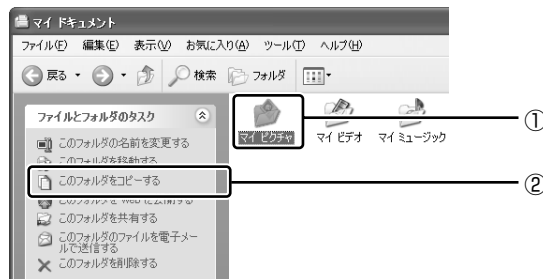 マイ ドキュメント
ファイル(F) 編集(E) 表示(V) お気に入り(A) ツール(T) ヘルプ(H)
戻る 検索 フォルダ
ファイルとフォルダのタスク
このフォルダの名前を変更する
このフォルダを移動する
このフォルダをコピーする
このフォルダを Web に公開する
このフォルダを共有する
このフォルダのファイルを電子メー
ルで送信する
このフォルダを削除する
マイ ピクチャ マイ ビデオ マイ ミュージック
①
②